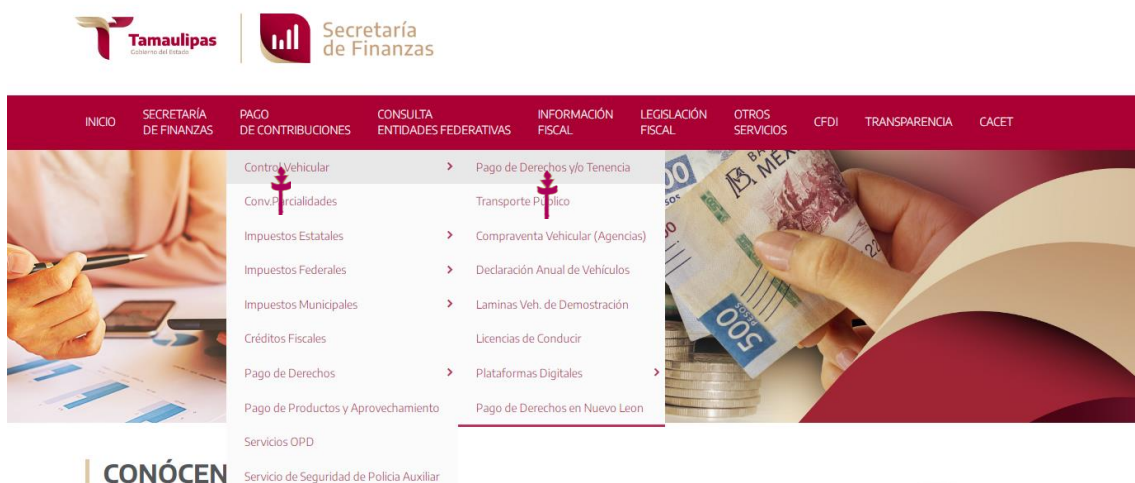 Tamaulipas
Gobierno del Estado
Secretaría
de Finanzas
INICIO
SECRETARÍA
DE FINANZAS
PAGO
DE CONTRIBUCIONES
CONSULTA
ENTIDADES FEDERATIVAS
INFORMACIÓN
FISCAL
LEGISLACIÓN
FISCAL
OTROS
SERVICIOS
CFDI
TRANSPARENCIA
CACET
Control Vehicular
Conv.Parcialidades
Impuestos Estatales
Impuestos Federales
Impuestos Municipales
Créditos Fiscales
Pago de Derechos
Pago de Productos y Aprovechamiento
Servicios OPD
Servicio de Seguridad de Policia Auxiliar
Pago de Derechos y/o Tenencia
Transporte Público
Compraventa Vehicular (Agencias)
Declaración Anual de Vehículos
Laminas Veh. de Demostración
Licencias de Conducir
Plataformas Digitales
Pago de Derechos en Nuevo Leon
500
PESOS
CONÓCEN